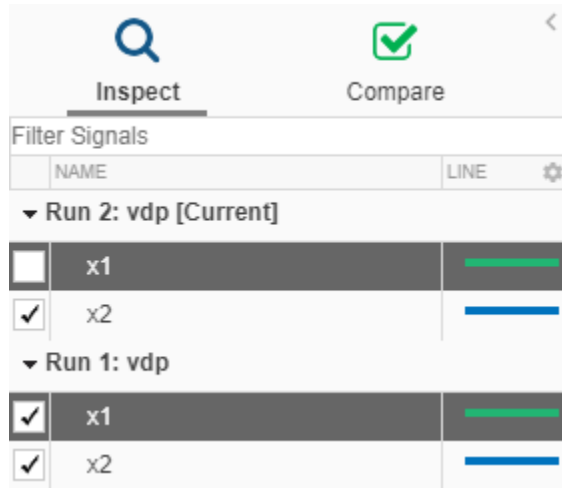 Inspect Compare
Filter Signals
NAME LINE
Run 2: vdp [Current]
x1
x2
Run 1: vdp
x1
x2